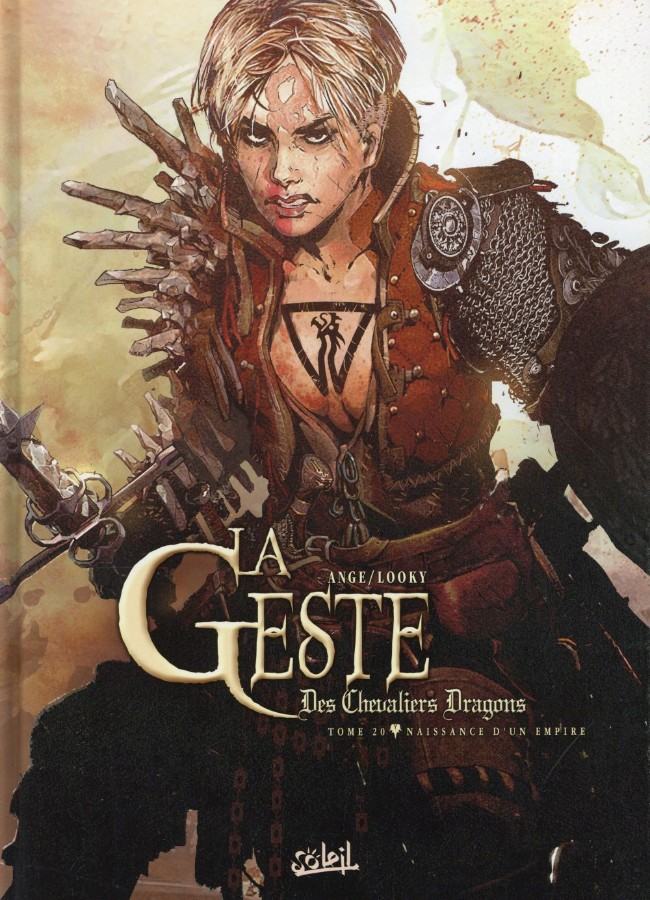 LA
ANGE/LOOKY
GESTE
Des Chevaliers Dragons
TOME 20 NAISSANCE D'UN EMPIRE
SOLEIL